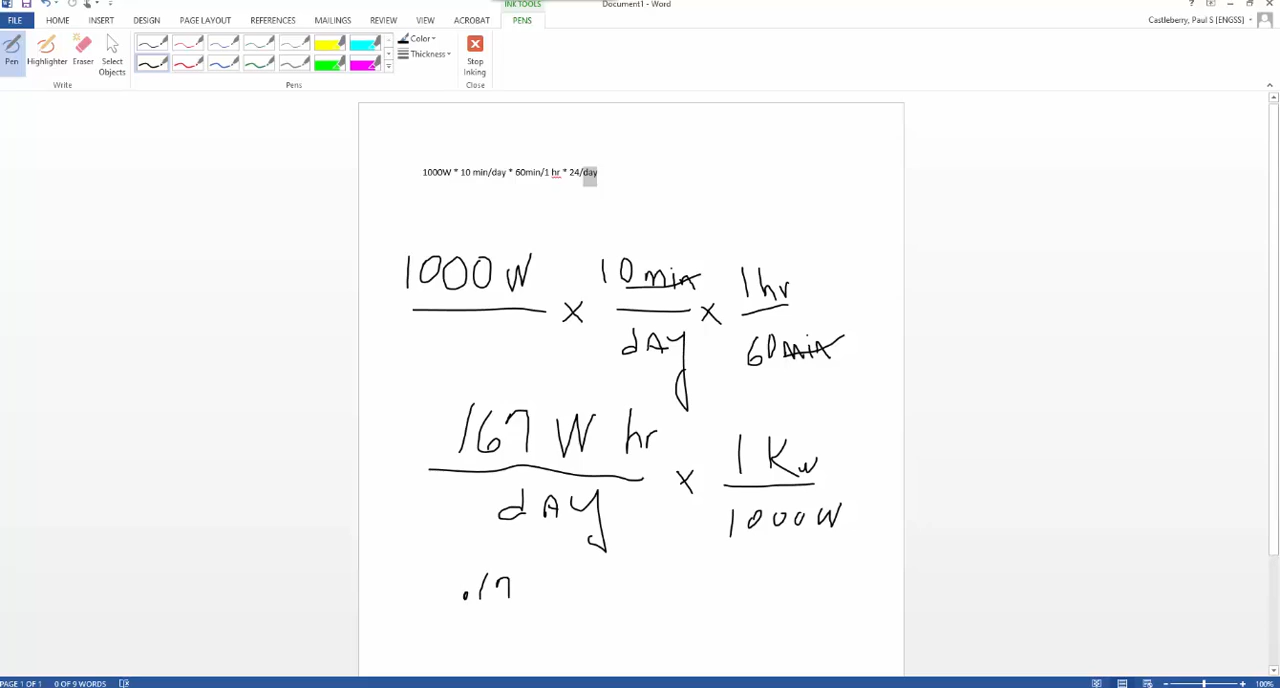 INK TOOLS
Document1 - Word
FILE HOME INSERT DESIGN PAGE LAYOUT REFERENCES MAILINGS REVIEW VIEW ACROBAT PENS
Castleberry, Paul S [ENGSS]
Pen Highlighter Eraser Select Objects
Color
Thickness
Stop Inking
Write Pens Close
1000W * 10 min/day * 60min/1 hr * 24/day
1000 W × 10 min × 1 hr
day 60 min
167 W hr × 1 Kw
day 1000W
.17
PAGE 1 OF 1 0 OF 9 WORDS 100%